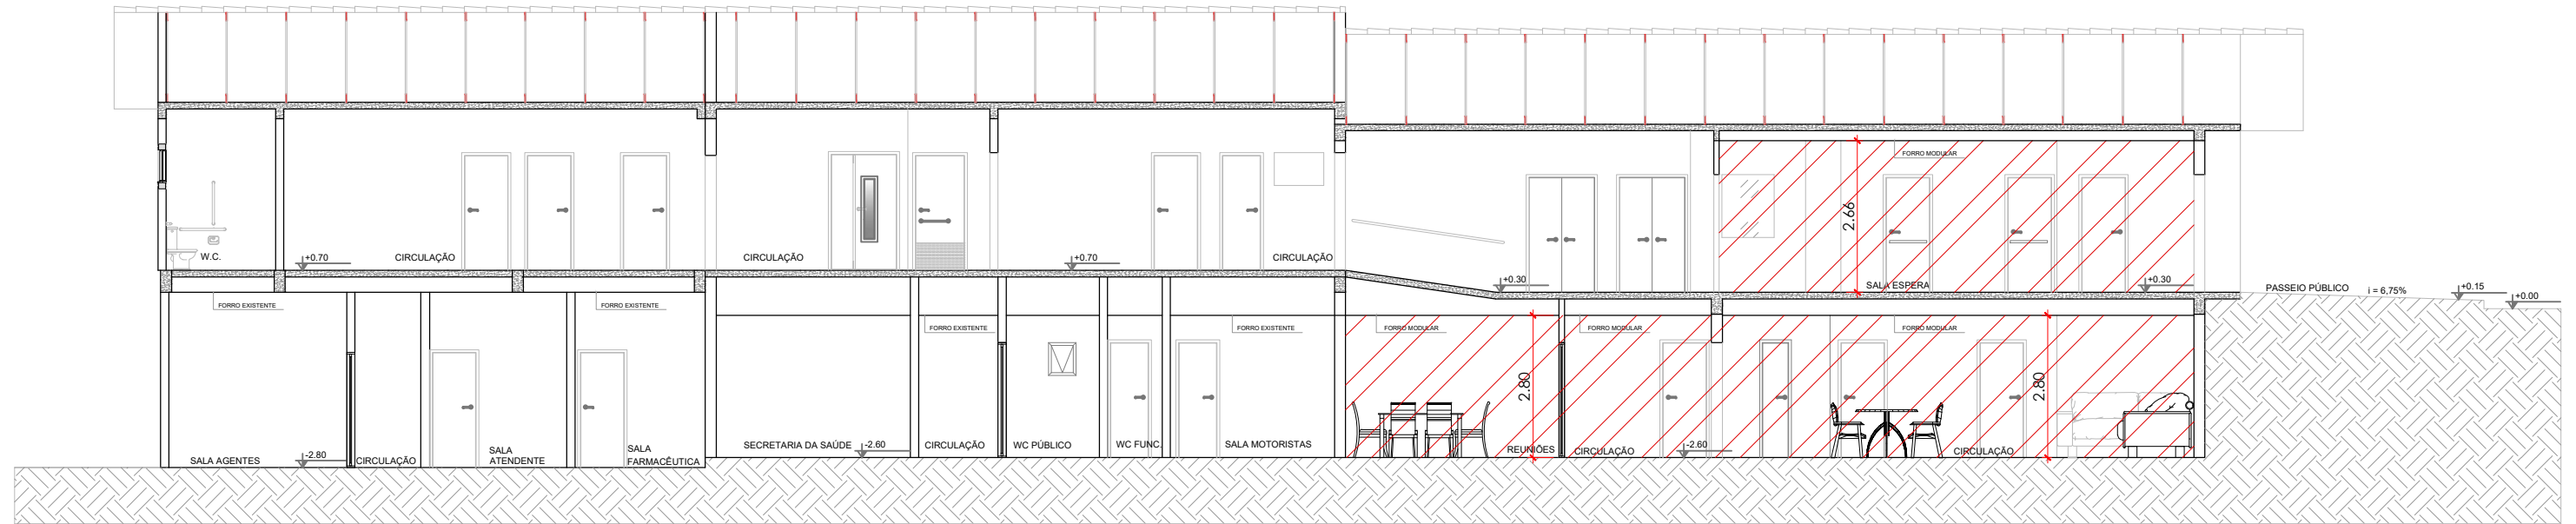 FORRO MODULAR
2.66
W.C.
+0.70
CIRCULAÇÃO
CIRCULAÇÃO
+0.70
CIRCULAÇÃO
+0.30
SALA ESPERA
+0.30
PASSEIO PÚBLICO
i = 6,75%
+0.15
+0.00
FORRO EXISTENTE
FORRO EXISTENTE
FORRO EXISTENTE
FORRO EXISTENTE
FORRO MODULAR
FORRO MODULAR
FORRO MODULAR
2.80
2.80
SALA AGENTES
-2.80
CIRCULAÇÃO
SALA
ATENDENTE
SALA
FARMACÊUTICA
SECRETARIA DA SAÚDE
-2.60
CIRCULAÇÃO
WC PÚBLICO
WC FUNC.
SALA MOTORISTAS
REUNIÕES
CIRCULAÇÃO
-2.60
CIRCULAÇÃO